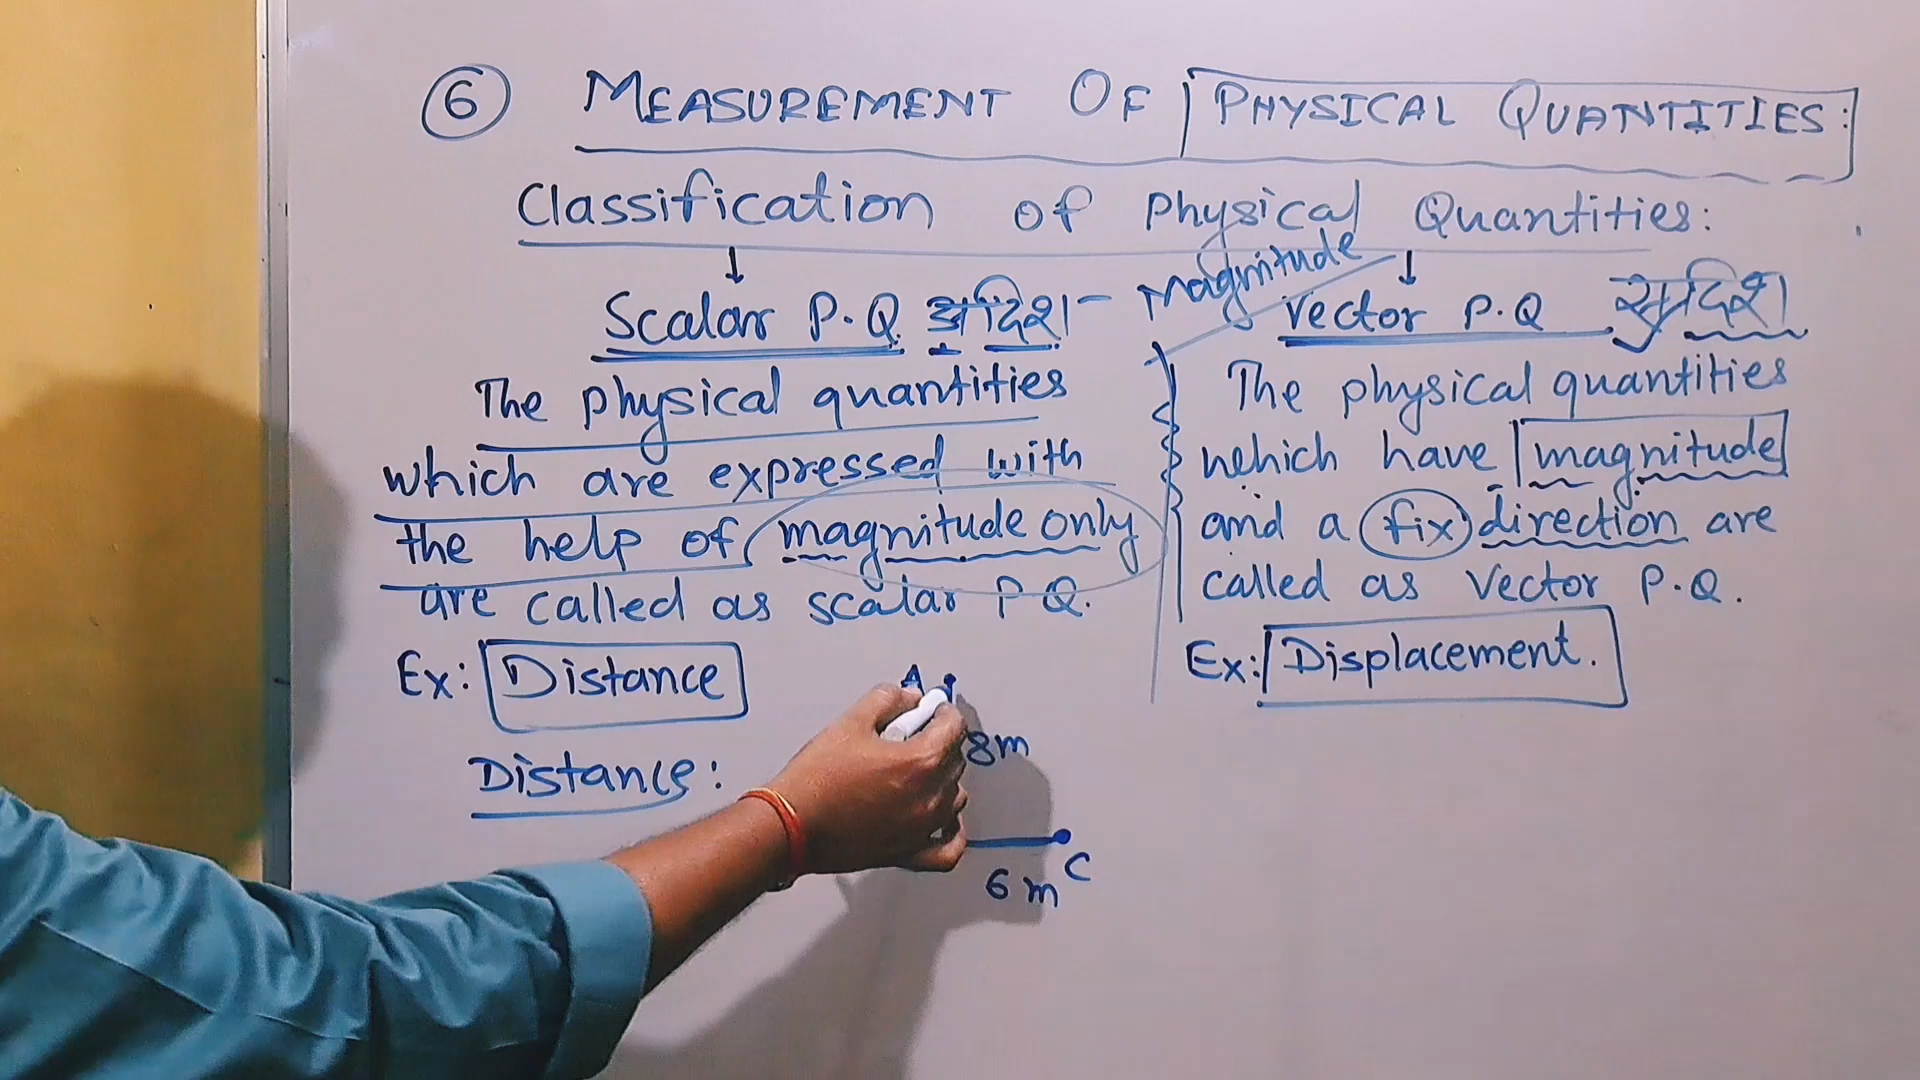 6 MEASUREMENT OF PHYSICAL QUANTITIES:
Classification of Physical Quantities:
Scalar P.Q अदिश - Magnitude
The physical quantities
which are expressed with
the help of magnitude only
are called as scalar P.Q.
Ex: Distance
Distance:
A
8m
C
6m
Vector P.Q सदिश
The physical quantities
which have magnitude
and a fix direction are
called as Vector P.Q.
Ex: Displacement.